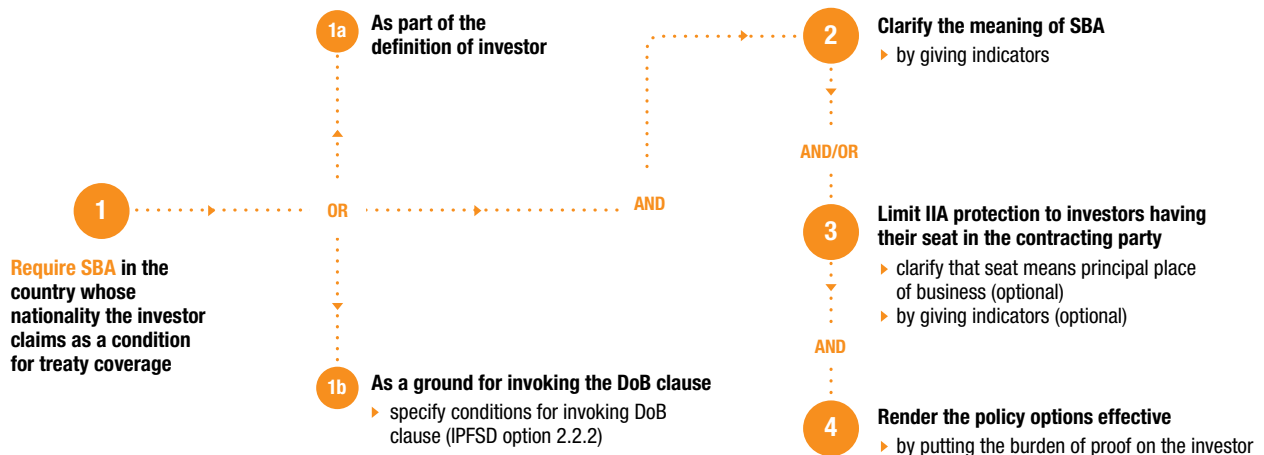 1
Require SBA in the
country whose
nationality the investor
claims as a condition
for treaty coverage
OR
1a
As part of the
definition of investor
1b
As a ground for invoking the DoB clause
▸ specify conditions for invoking DoB
clause (IPFSD option 2.2.2)
AND
2
Clarify the meaning of SBA
▸ by giving indicators
AND/OR
3
Limit IIA protection to investors having
their seat in the contracting party
▸ clarify that seat means principal place
of business (optional)
▸ by giving indicators (optional)
AND
4
Render the policy options effective
▸ by putting the burden of proof on the investor